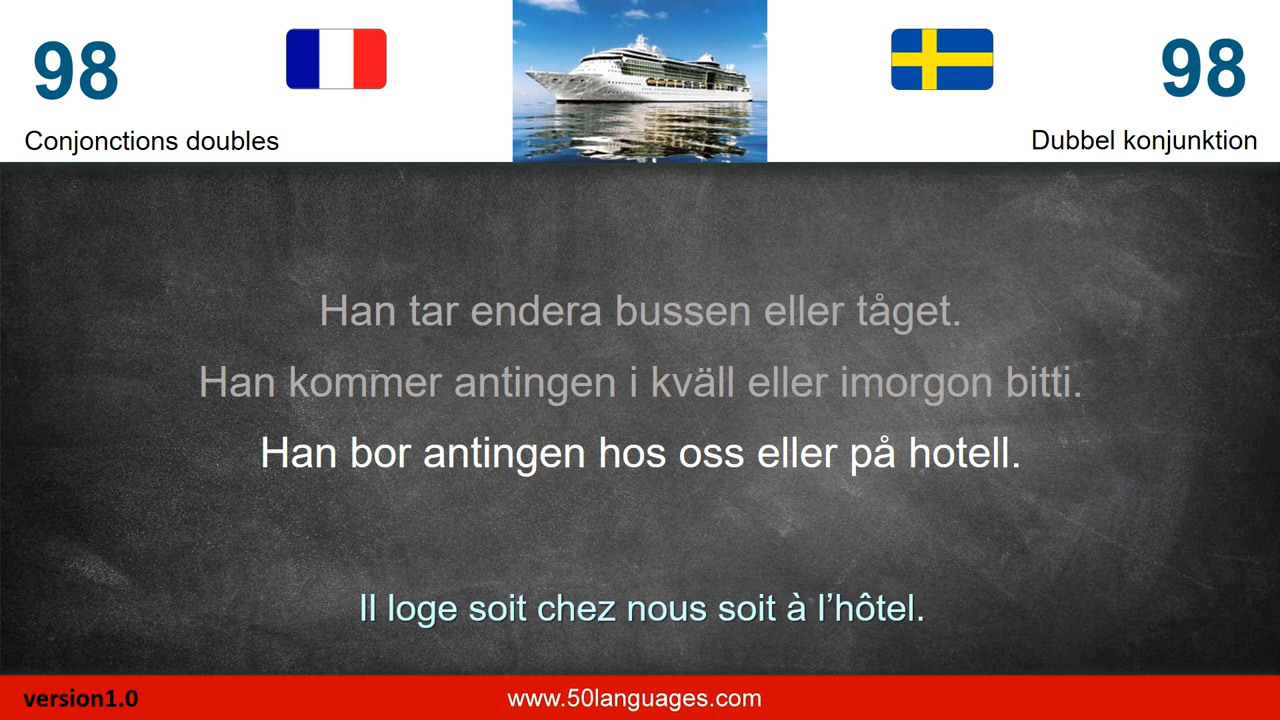 98
98
Conjonctions doubles
Dubbel konjunktion
Han tar endera bussen eller tåget.
Han kommer antingen i kväll eller imorgon bitti.
Han bor antingen hos oss eller på hotell.
Il loge soit chez nous soit à l’hôtel.
version1.0
www.50languages.com